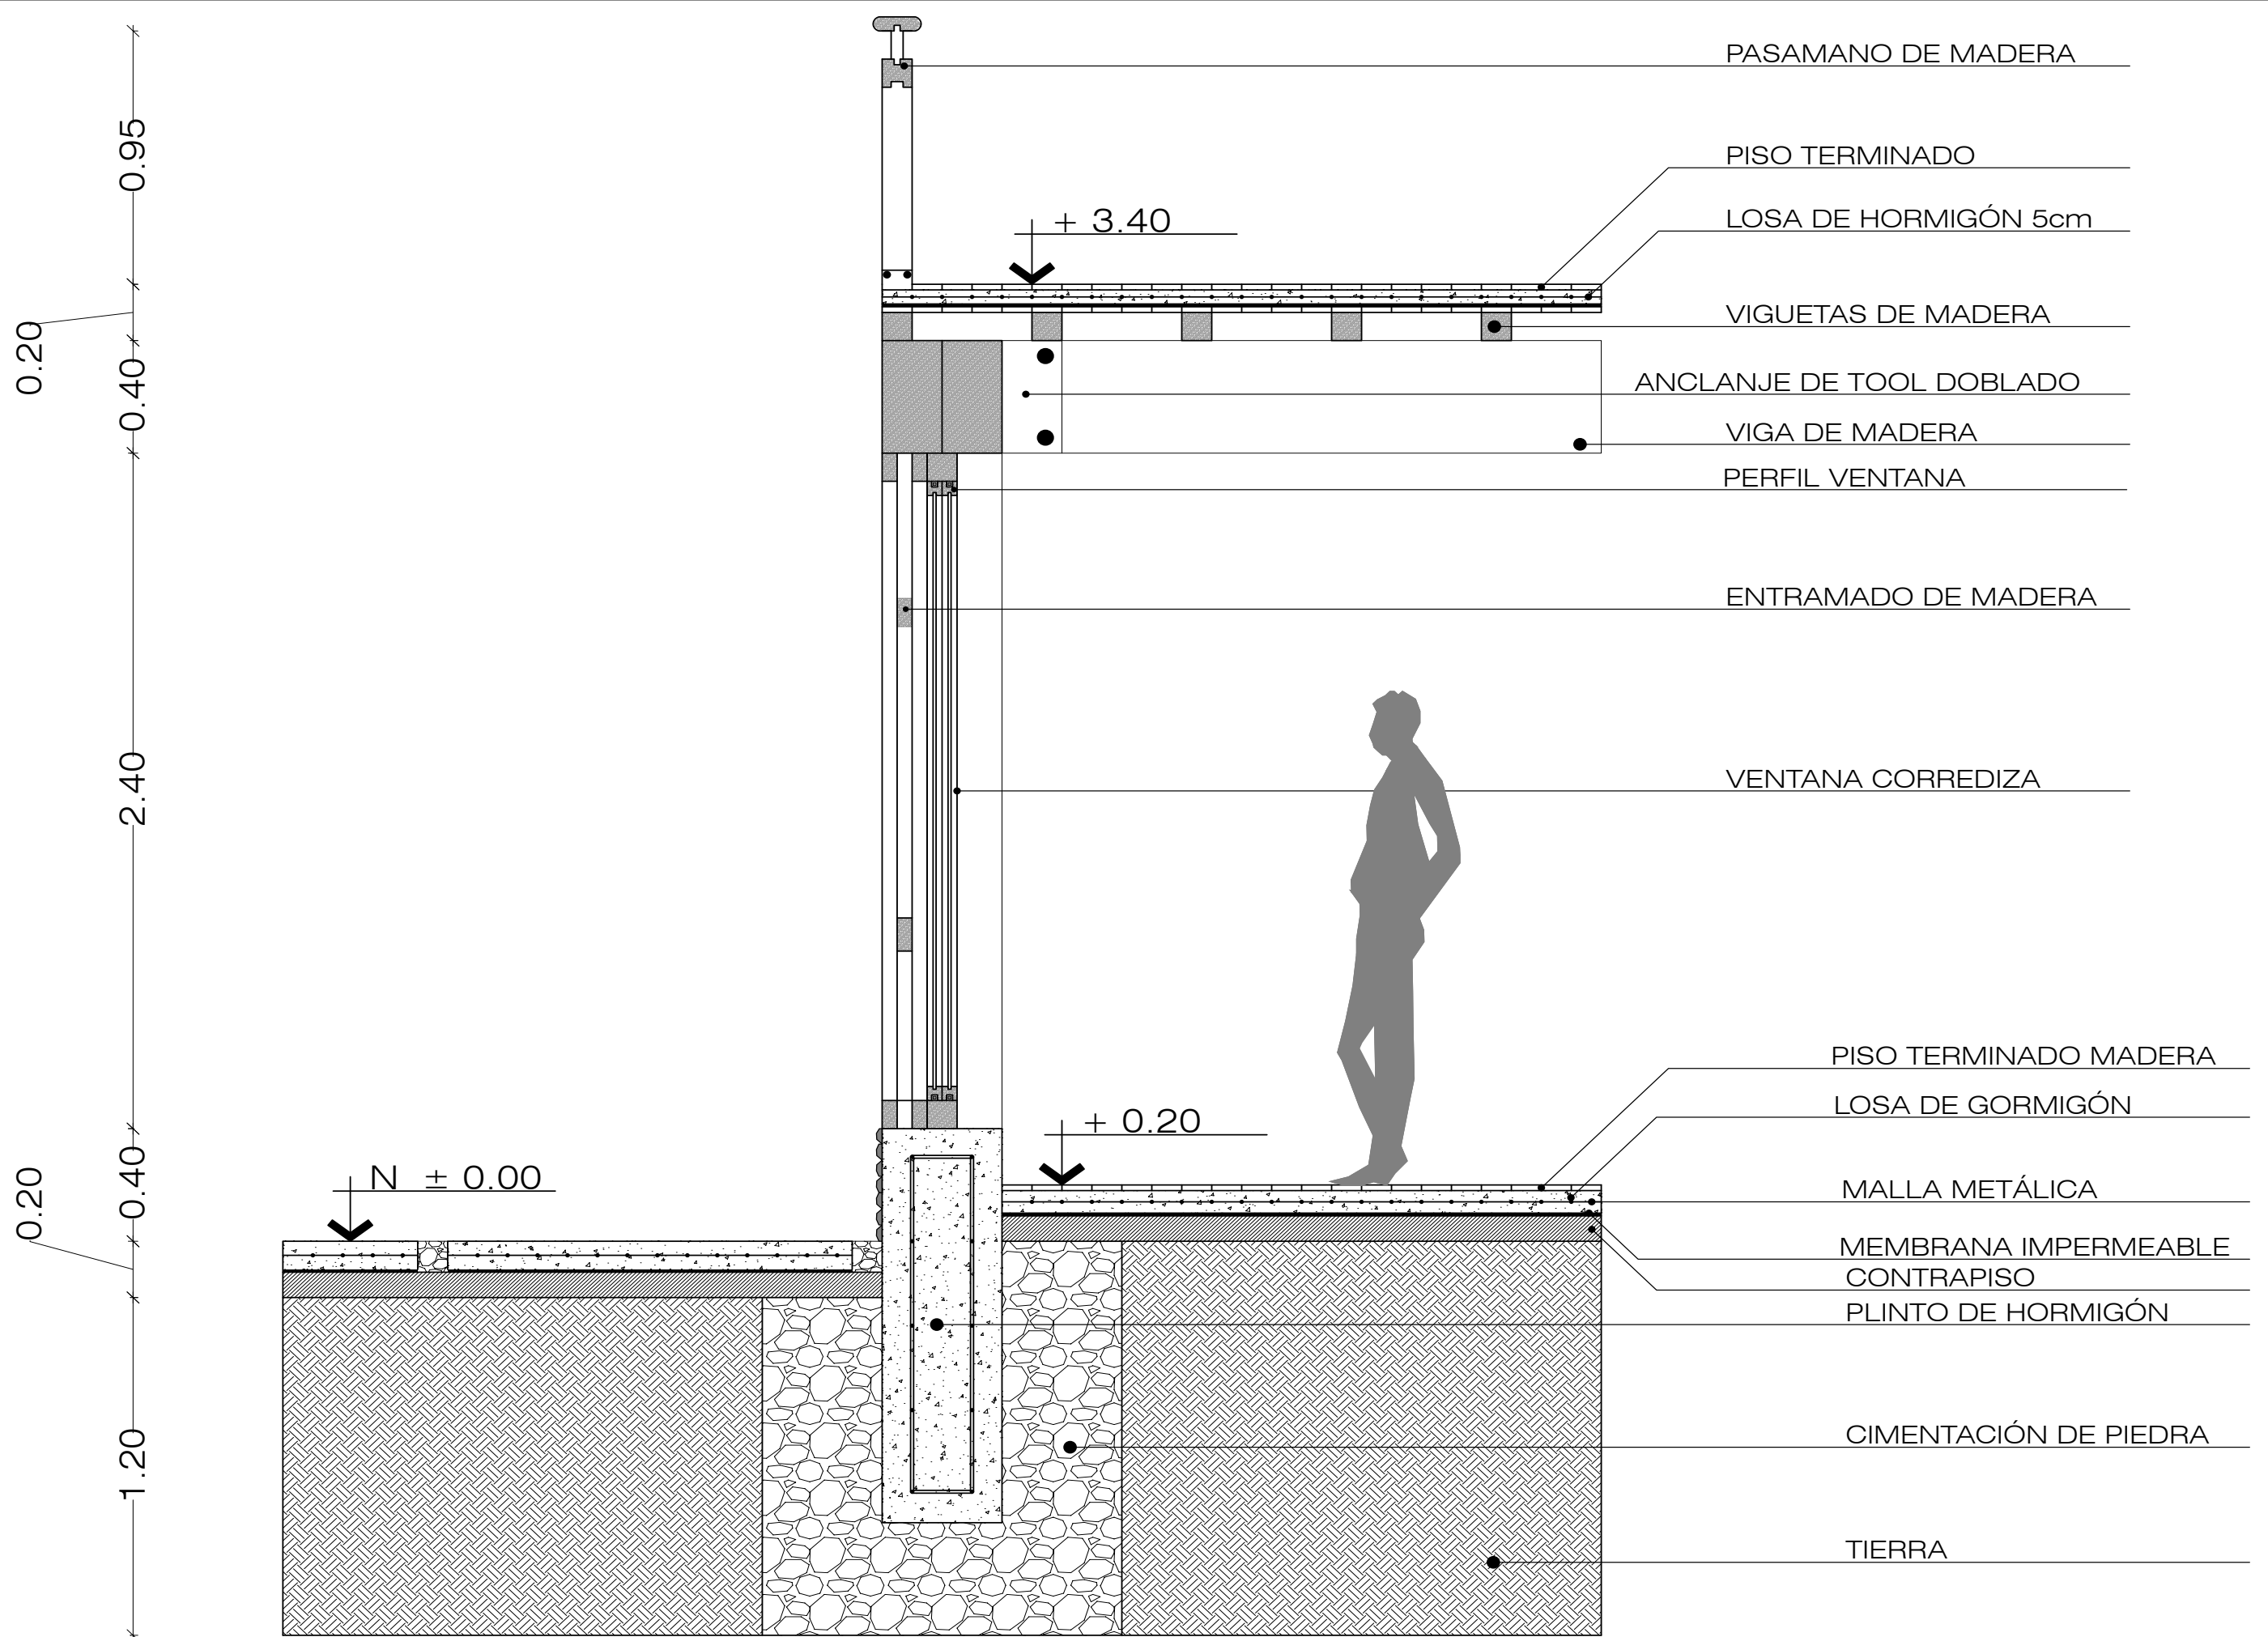 PASAMANO DE MADERA
0.95
PISO TERMINADO
+ 3.40
LOSA DE HORMIGÓN 5cm
VIGUETAS DE MADERA
0.20
0.40
ANCLANJE DE TOOL DOBLADO
VIGA DE MADERA
PERFIL VENTANA
ENTRAMADO DE MADERA
2.40
VENTANA CORREDIZA
PISO TERMINADO MADERA
LOSA DE GORMIGÓN
+ 0.20
N ± 0.00
0.40
0.20
MALLA METÁLICA
MEMBRANA IMPERMEABLE
CONTRAPISO
PLINTO DE HORMIGÓN
1.20
CIMENTACIÓN DE PIEDRA
TIERRA